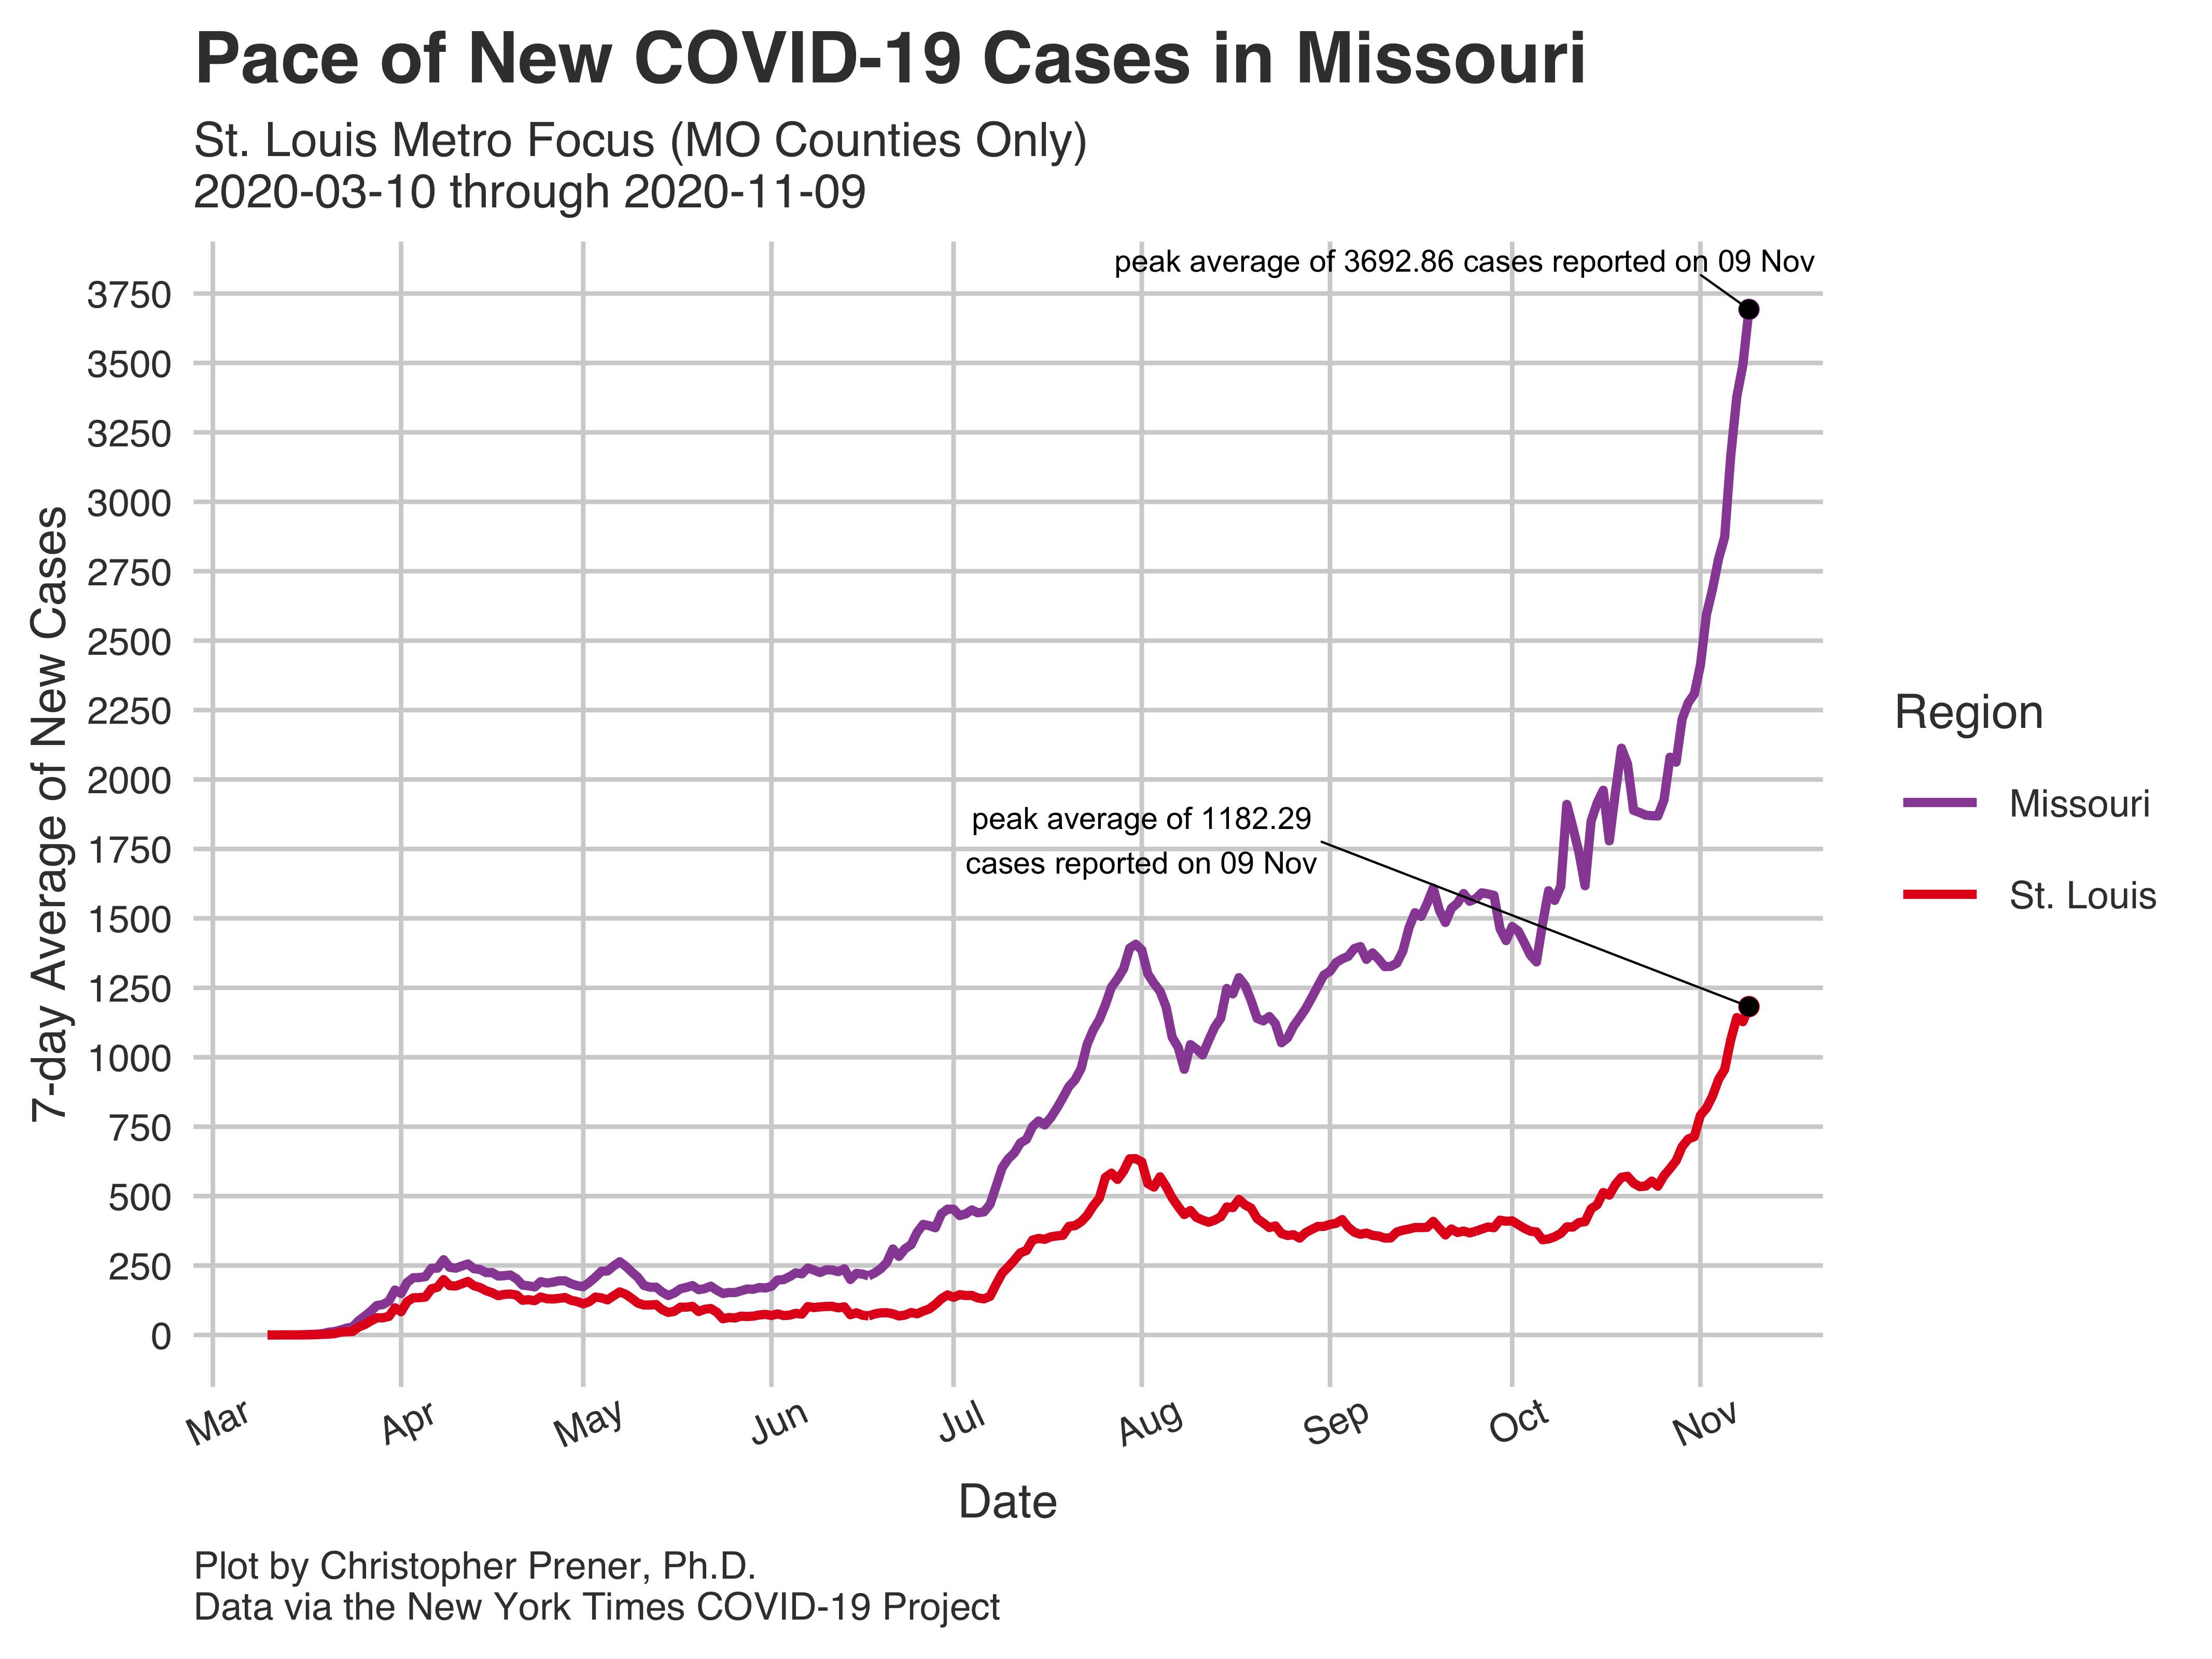 Pace of New COVID-19 Cases in Missouri
St. Louis Metro Focus (MO Counties Only)
2020-03-10 through 2020-11-09
peak average of 3692.86 cases reported on 09 Nov
3750
3500
3250
3000
2750
2500
2250
2000
1750
1500
1250
1000
750
500
250
0
7-day Average of New Cases
peak average of 1182.29
cases reported on 09 Nov
Region
Missouri
St. Louis
Mar
Apr
May
Jun
Jul
Aug
Sep
Oct
Nov
Date
Plot by Christopher Prener, Ph.D.
Data via the New York Times COVID-19 Project